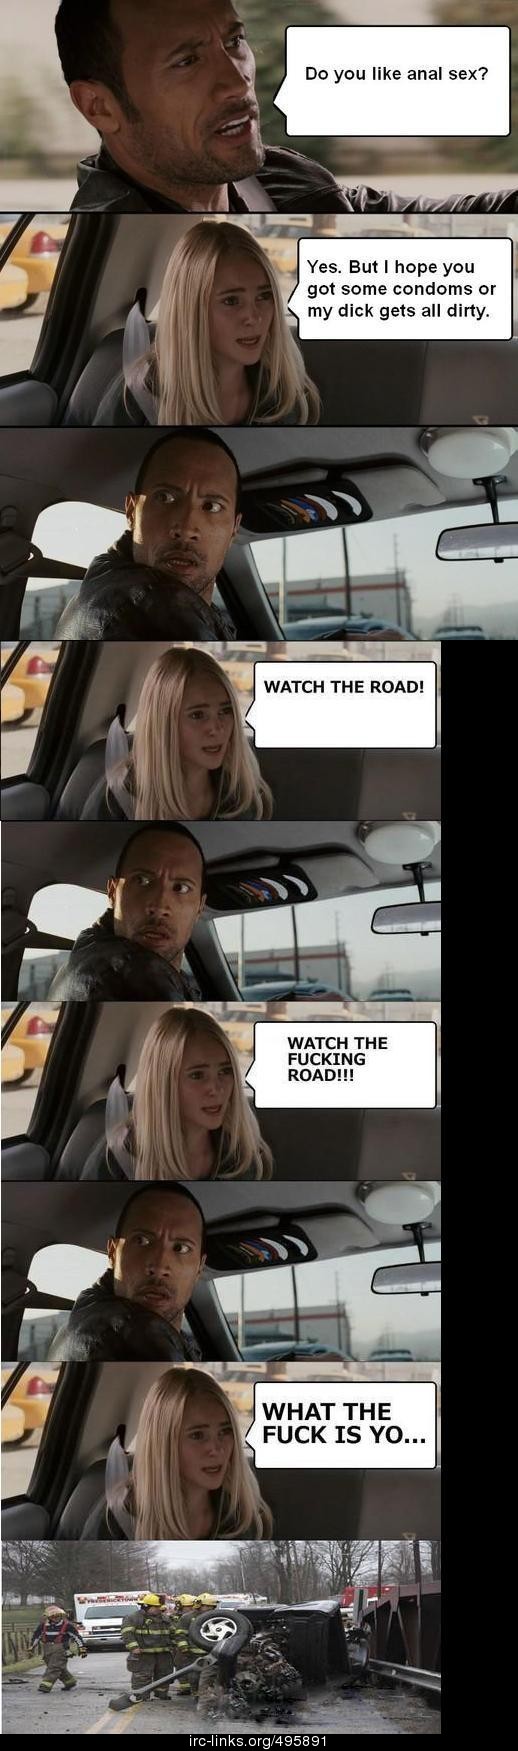 Do you like anal sex?
Yes. But I hope you
got some condoms or
my dick gets all dirty.
WATCH THE ROAD!
WATCH THE
FUCKING
ROAD!!!
WHAT THE
FUCK IS YO...
FREDERICKTOWN
irc-links.org/495891